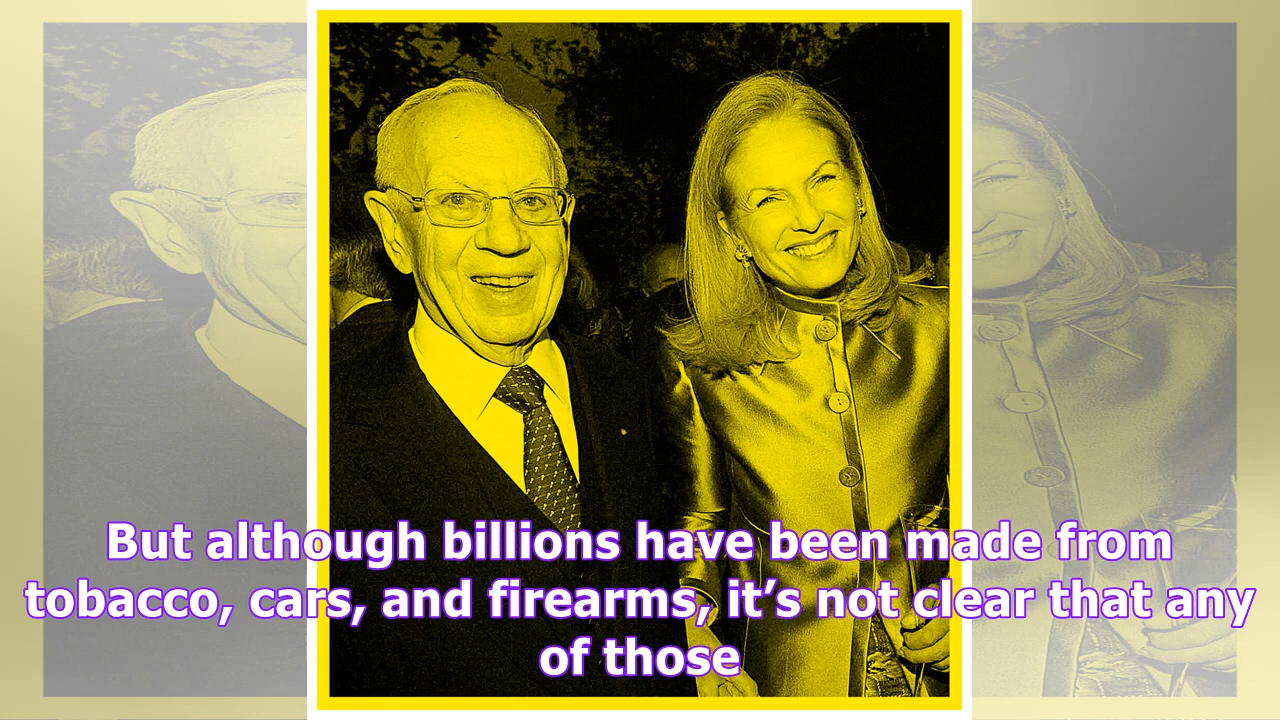 But although billions have been made from
tobacco, cars, and firearms, it’s not clear that any
of those